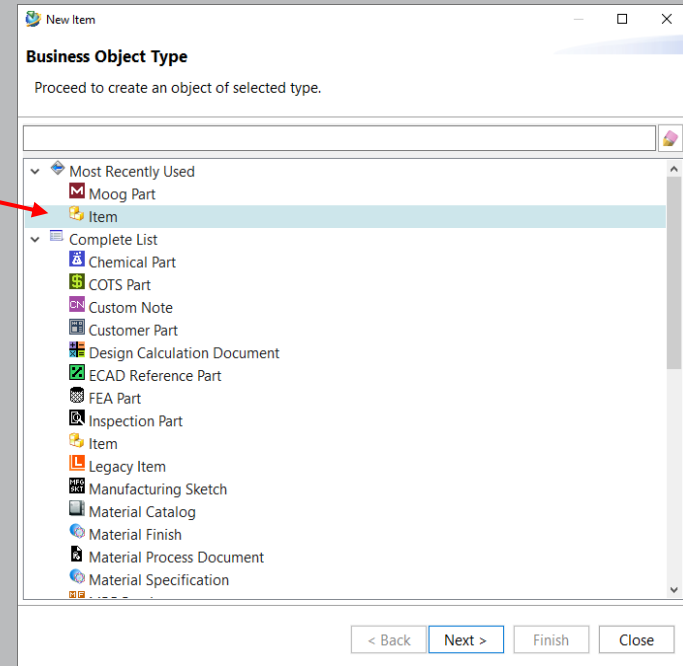 New Item
Business Object Type
Proceed to create an object of selected type.
Most Recently Used
M Moog Part
Item
Complete List
Chemical Part
$ COTS Part
CN Custom Note
Customer Part
Design Calculation Document
ECAD Reference Part
FEA Part
Inspection Part
Item
L Legacy Item
MFG SKT Manufacturing Sketch
Material Catalog
Material Finish
Material Process Document
Material Specification
< Back Next > Finish Close